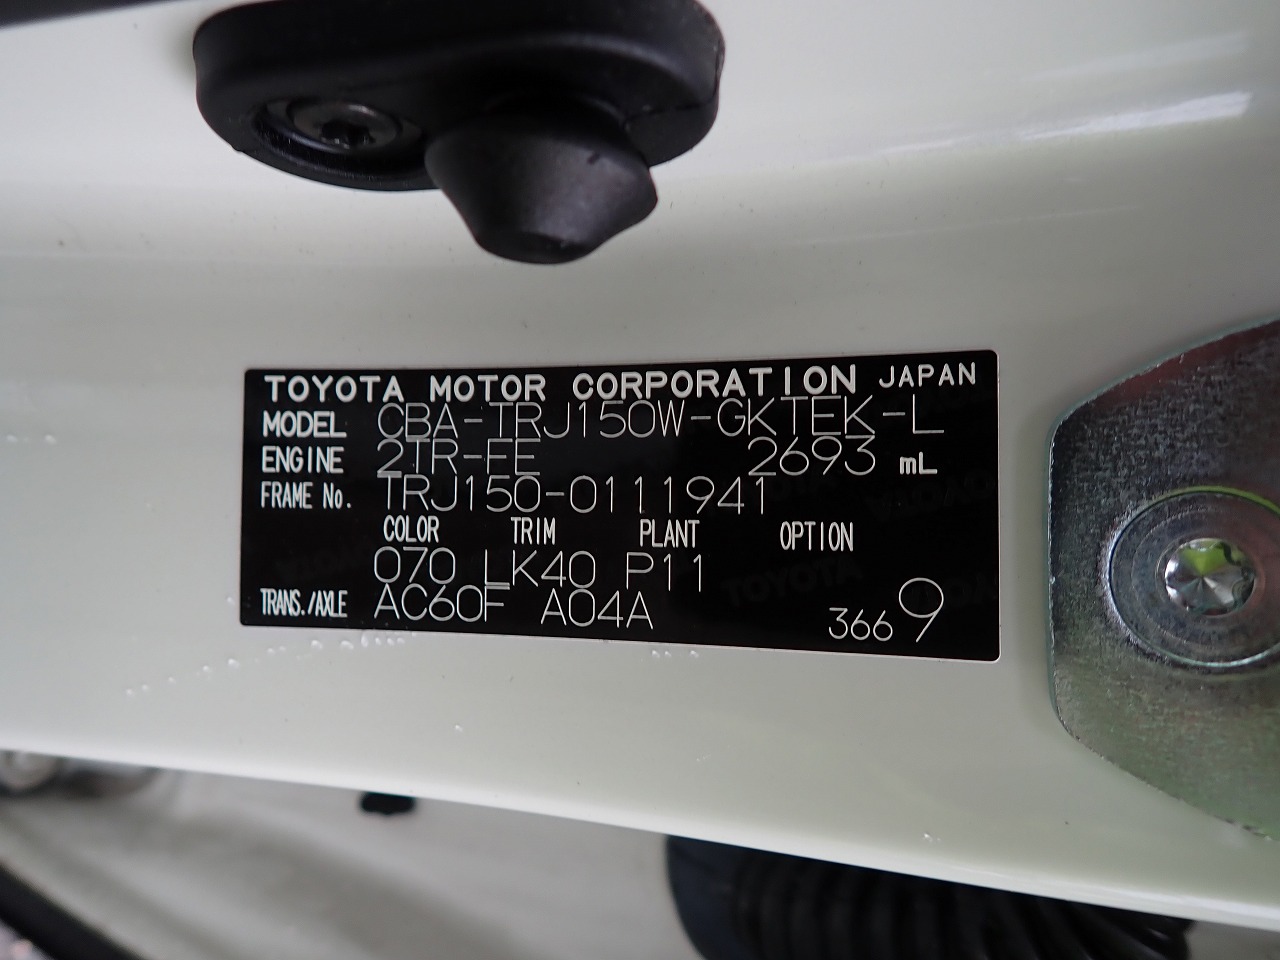 TOYOTA MOTOR CORPORATION JAPAN
MODEL CBA-TRJ150W-GKTEK-L
ENGINE 2TR-FE 2693 mL
FRAME No. TRJ150-0111941
COLOR TRIM PLANT OPTION
070 LK40 P11
TRANS./AXLE AC60F A04A 3669